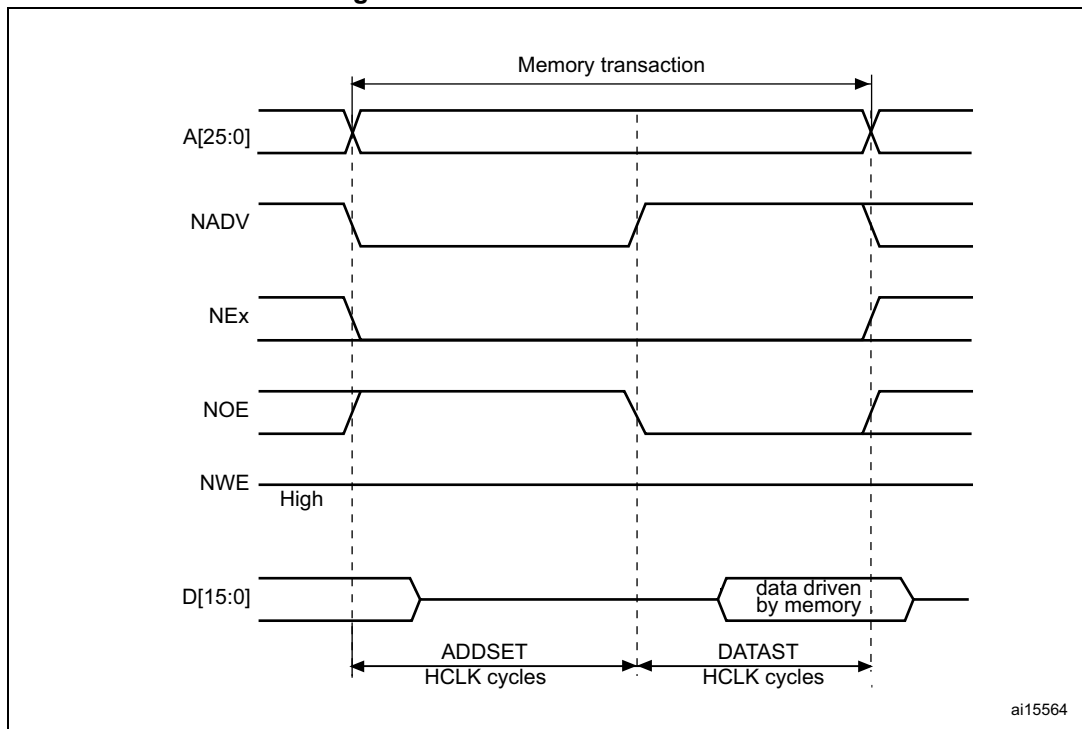 Memory transaction
A[25:0]
NADV
NEx
NOE
NWE
High
D[15:0]
data driven
by memory
ADDSET
HCLK cycles
DATAST
HCLK cycles
ai15564